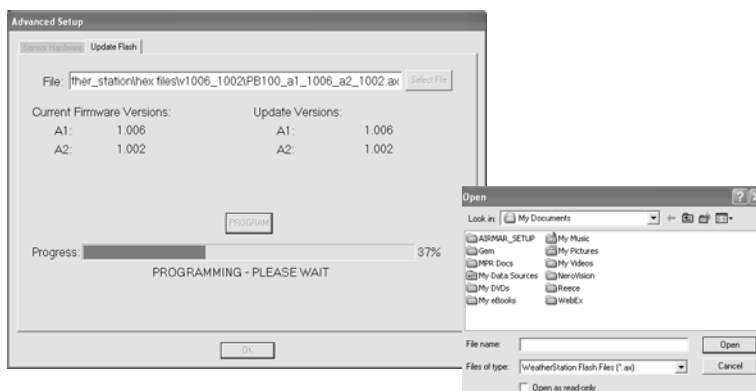 Advanced Setup
Sensor Hardware Update Flash
File: ther_station\hex files\v1006_1002\PB100_a1_1006_a2_1002.ax Select File
Current Firmware Versions: Update Versions:
A1: 1.006 A1: 1.006
A2: 1.002 A2: 1.002
PROGRAM
Progress: 37%
PROGRAMMING - PLEASE WAIT
OK
Open
Look in: My Documents
AIRMAR_SETUP My Music
Gem My Pictures
MPR Docs My Videos
My Data Sources NeroVision
My DVDs Reece
My eBooks WebEx
File name: Open
Files of type: WeatherStation Flash Files (*.ax) Cancel
Open as read-only